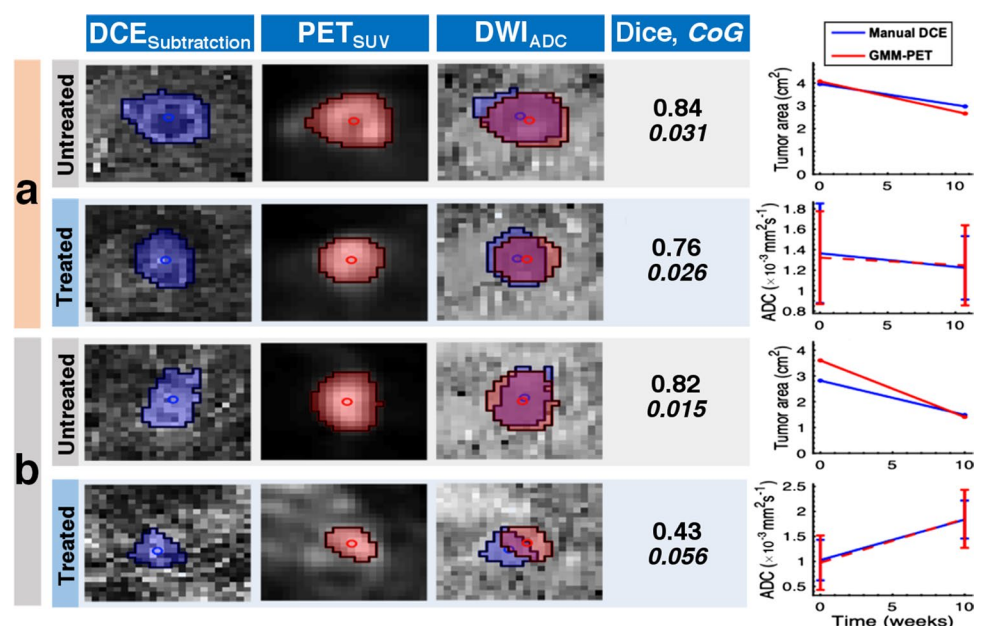 DCESubtratction PETSUV DWIADC Dice, CoG
Manual DCE
GMM-PET
a
Untreated
0.84
0.031
Tumor area (cm²)
4
3
2
1
0
0 5 10
Treated
0.76
0.026
ADC (×10⁻³mm²s⁻¹)
1.8
1.6
1.4
1.2
1
0.8
0 5 10
b
Untreated
0.82
0.015
Tumor area (cm²)
4
3
2
1
0
0 5 10
Treated
0.43
0.056
ADC (×10⁻³mm²s⁻¹)
2.5
2
1.5
1
0.5
0 5 10
Time (weeks)